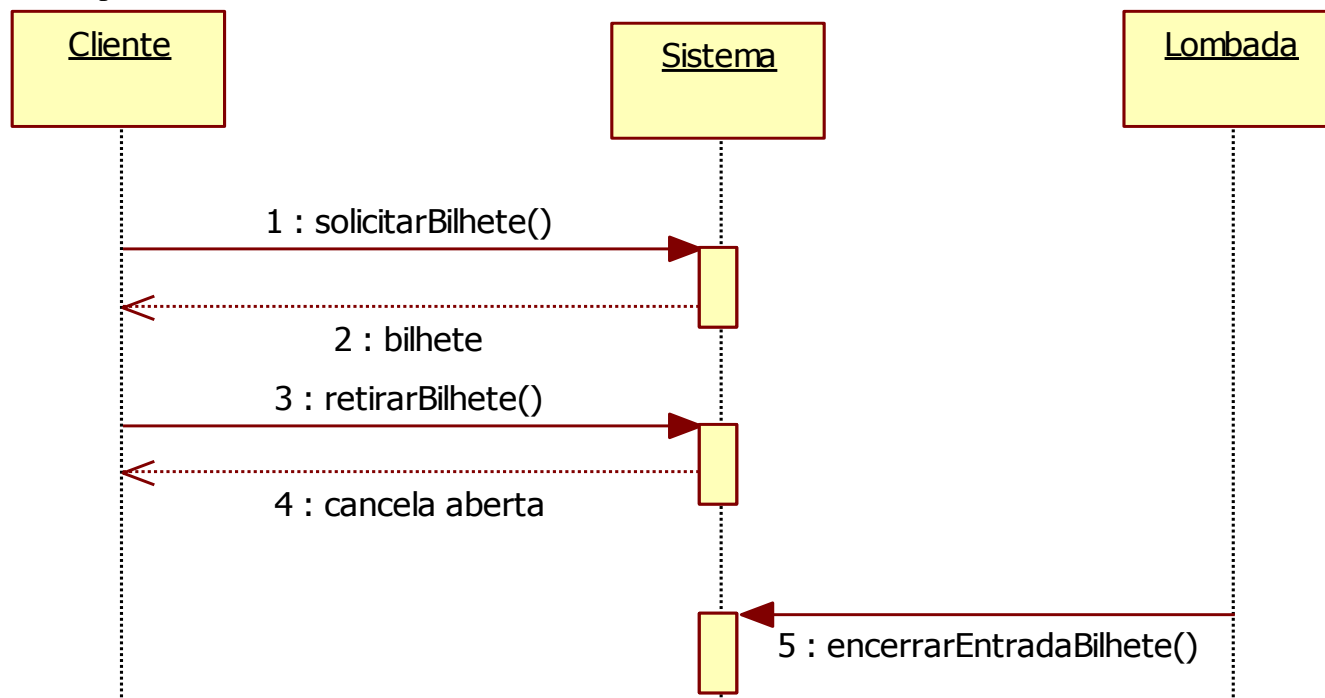 Cliente
Sistema
Lombada
1 : solicitarBilhete()
2 : bilhete
3 : retirarBilhete()
4 : cancela aberta
5 : encerrarEntradaBilhete()